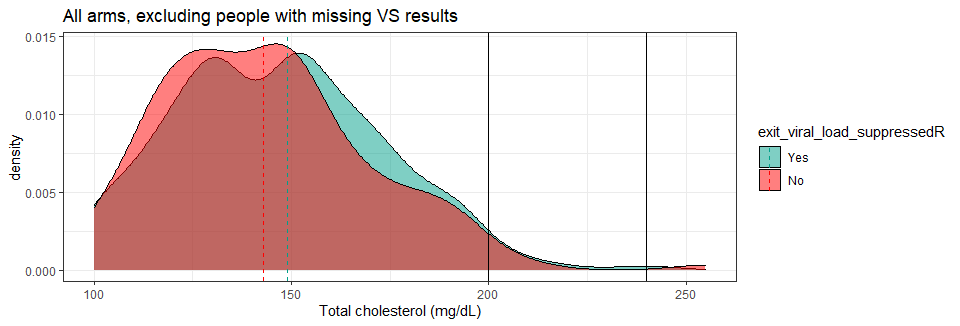 All arms, excluding people with missing VS results
0.015
0.010
0.005
0.000
density
100
150
200
250
Total cholesterol (mg/dL)
exit_viral_load_suppressedR
Yes
No